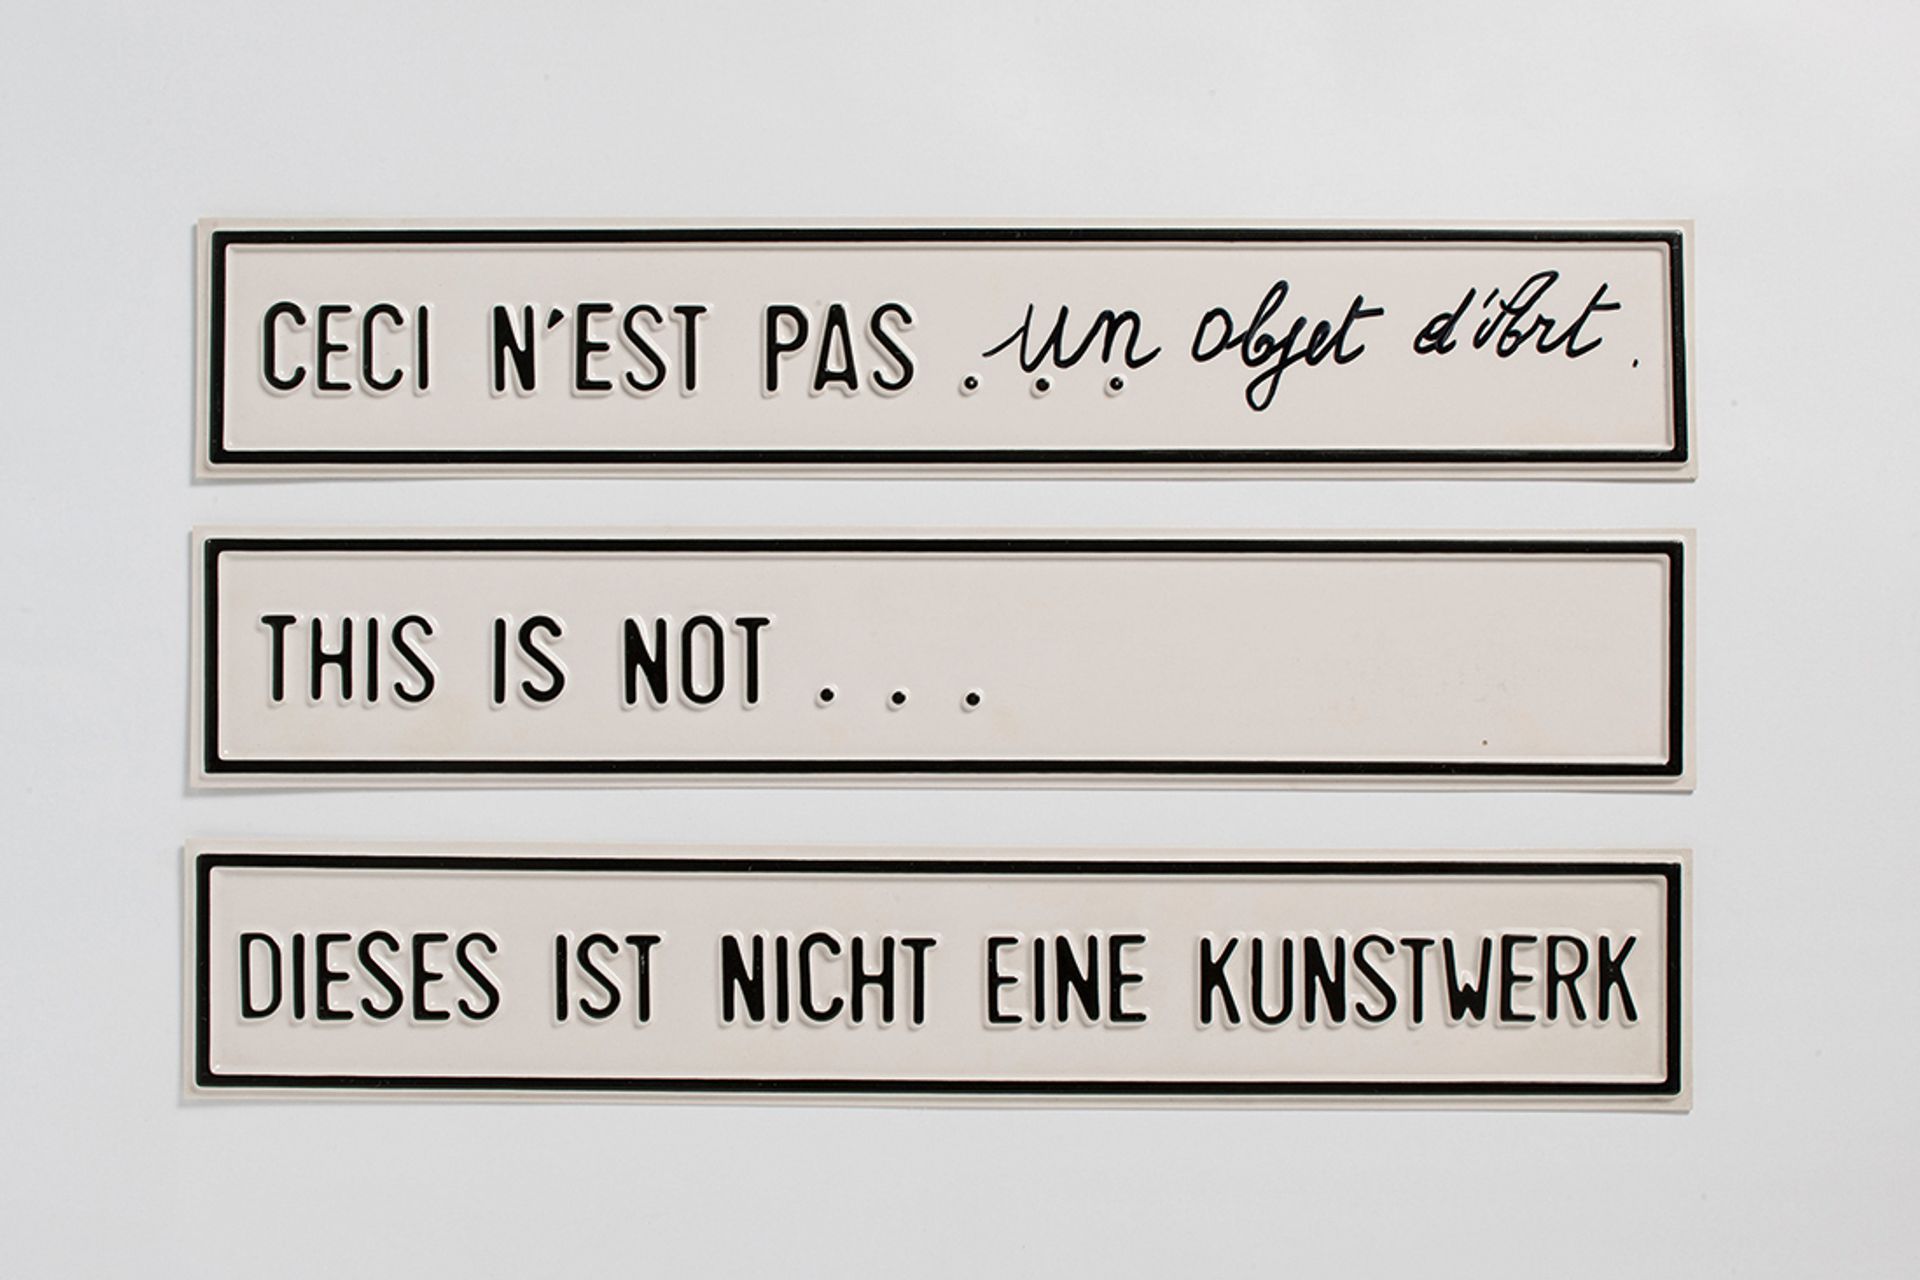 CECI N'EST PAS ... un objet d'Art.
THIS IS NOT ...
DIESES IST NICHT EINE KUNSTWERK